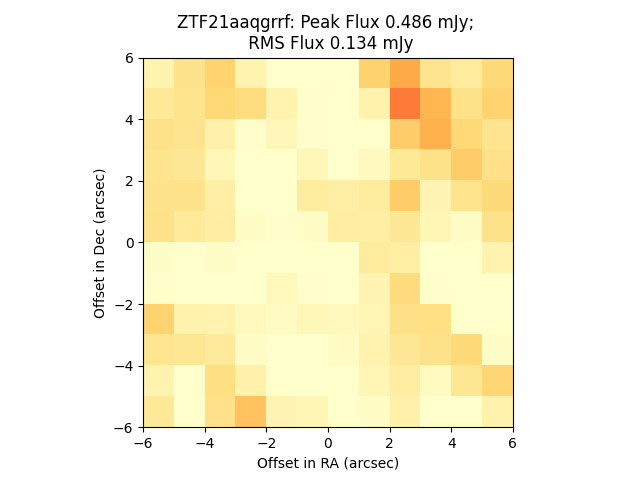 ZTF21aaqgrrf: Peak Flux 0.486 mJy;
RMS Flux 0.134 mJy
6
4
2
0
−2
−4
−6
Offset in Dec (arcsec)
−6 −4 −2 0 2 4 6
Offset in RA (arcsec)